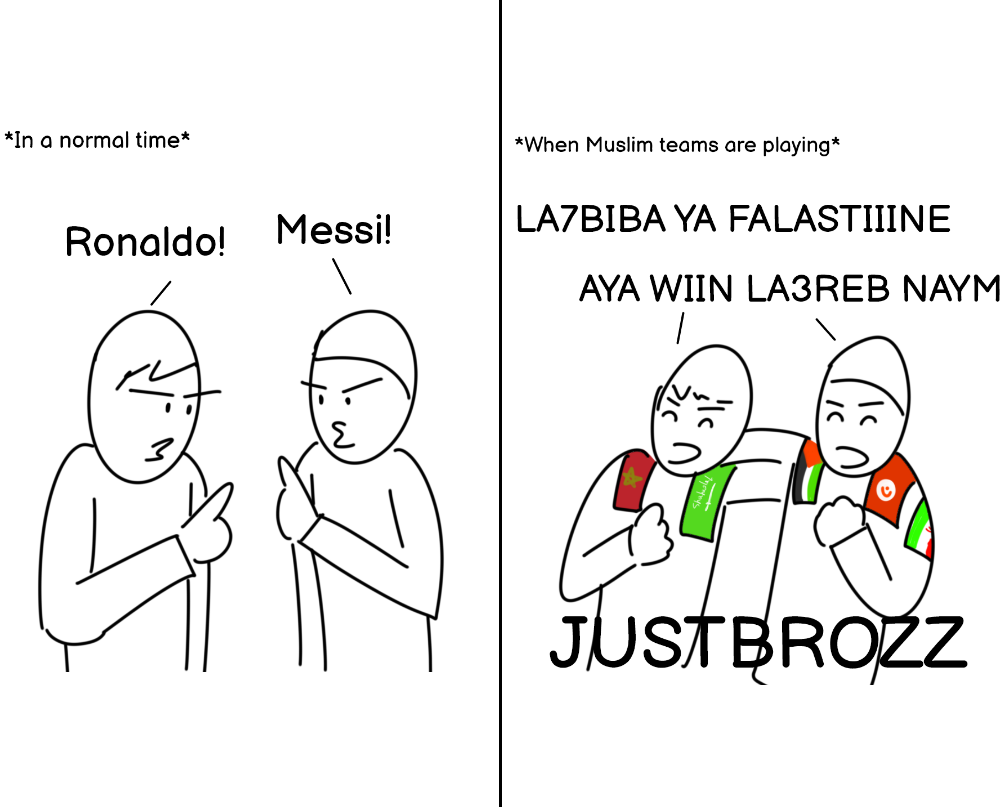 *In a normal time*
Ronaldo!
Messi!
*When Muslim teams are playing*
LA7BIBA YA FALASTIIINE
AYA WIIN LA3REB NAYM
JUSTBROZZ